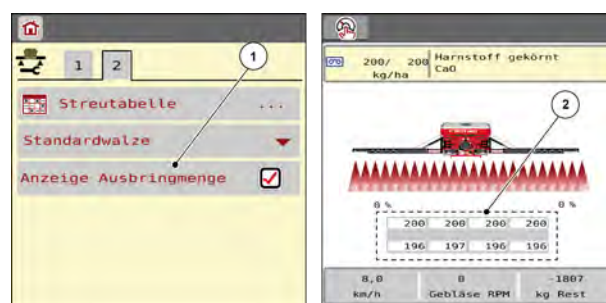 1 2
1
Streutabelle ...
Standardwalze
Anzeige Ausbringmenge
200/ 200 Harnstoff gekörnt
kg/ha CaO
2
0 % 0 %
200 200 200 200
196 197 196 196
8,0 0 -1807
km/h Gebläse RPM kg Rest